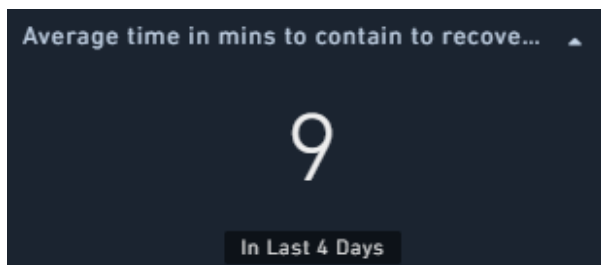 Average time in mins to contain to recove...
9
In Last 4 Days